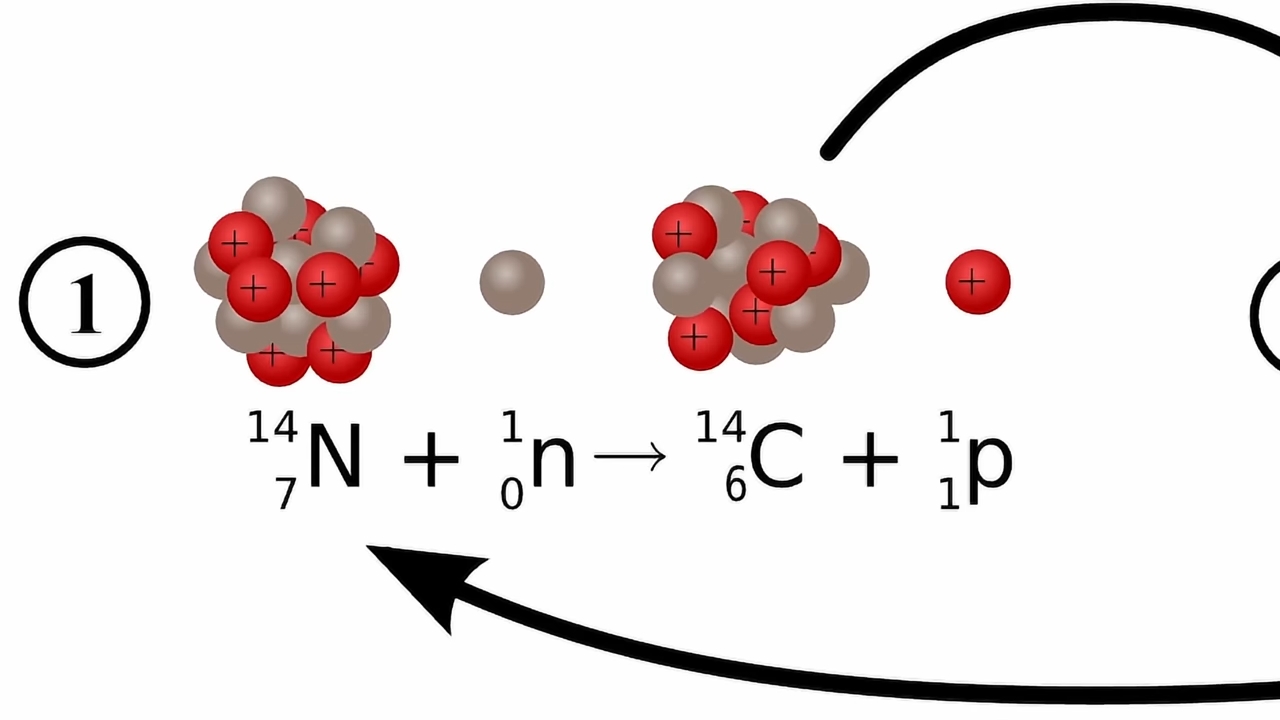 1
¹⁴₇N + ¹₀n → ¹⁴₆C + ¹₁p